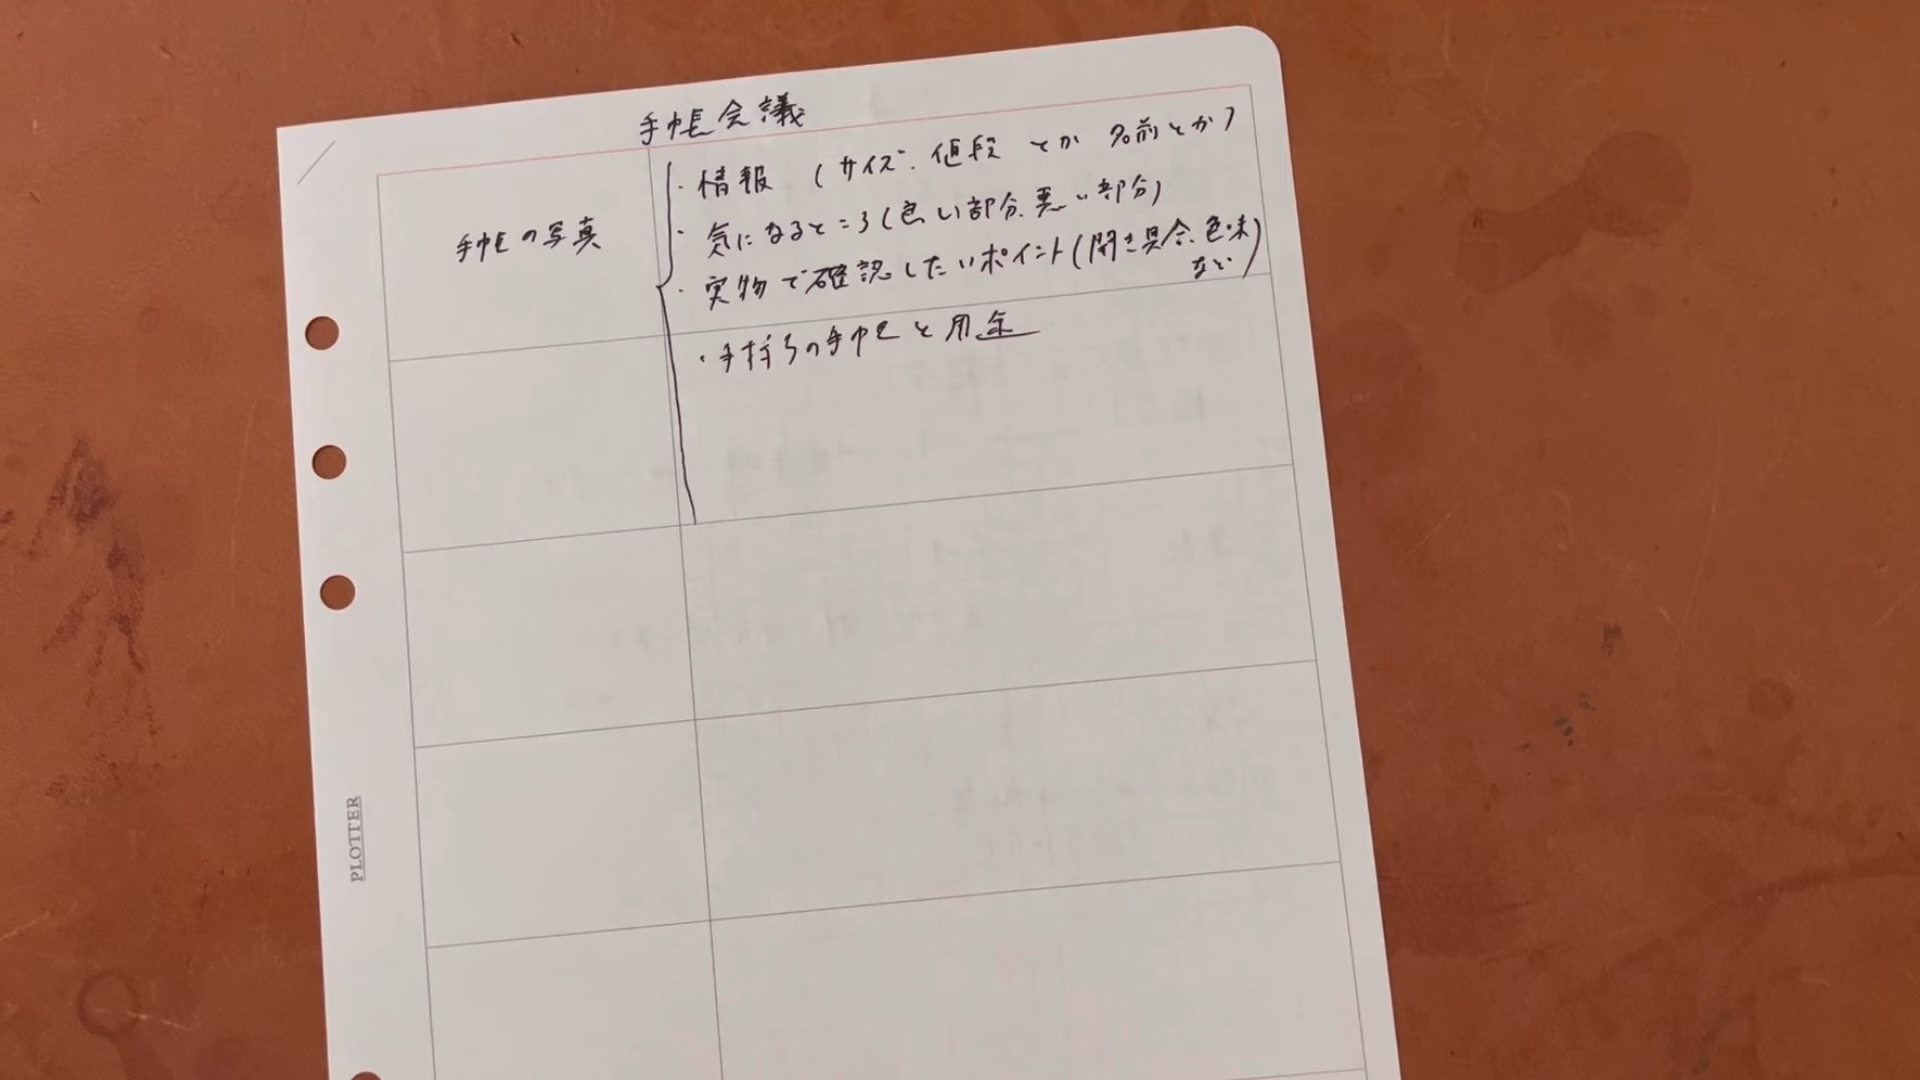 手帳会議
手帳の写真
・情報 (サイズ、値段 とか 名前とか)
・気になるところ(良い部分、悪い部分)
・実物で確認したいポイント(開き具合、色味
など)
・手持ちの手帳と用途
PLOTTER